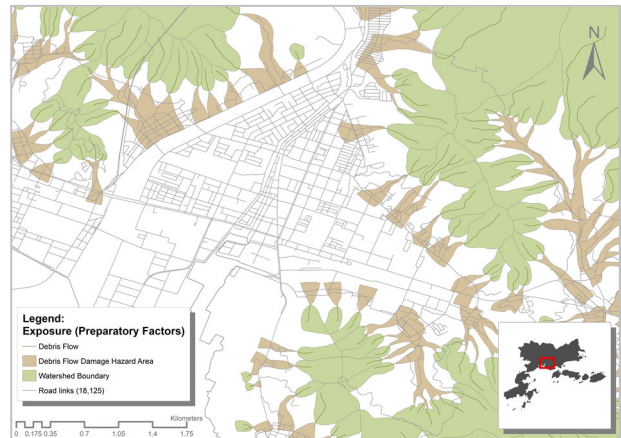 N
Legend:
Exposure (Preparatory Factors)
Debris Flow
Debris Flow Damage Hazard Area
Watershed Boundary
Road links (18,125)
Kilometers
0 0.175 0.35 0.7 1.05 1.4 1.75